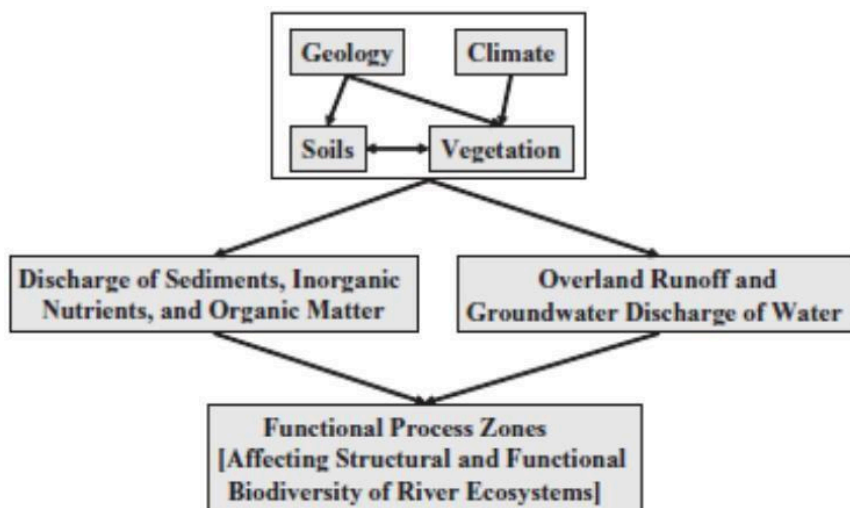 Geology
Climate
Soils
Vegetation
Discharge of Sediments, Inorganic
Nutrients, and Organic Matter
Overland Runoff and
Groundwater Discharge of Water
Functional Process Zones
[Affecting Structural and Functional
Biodiversity of River Ecosystems]